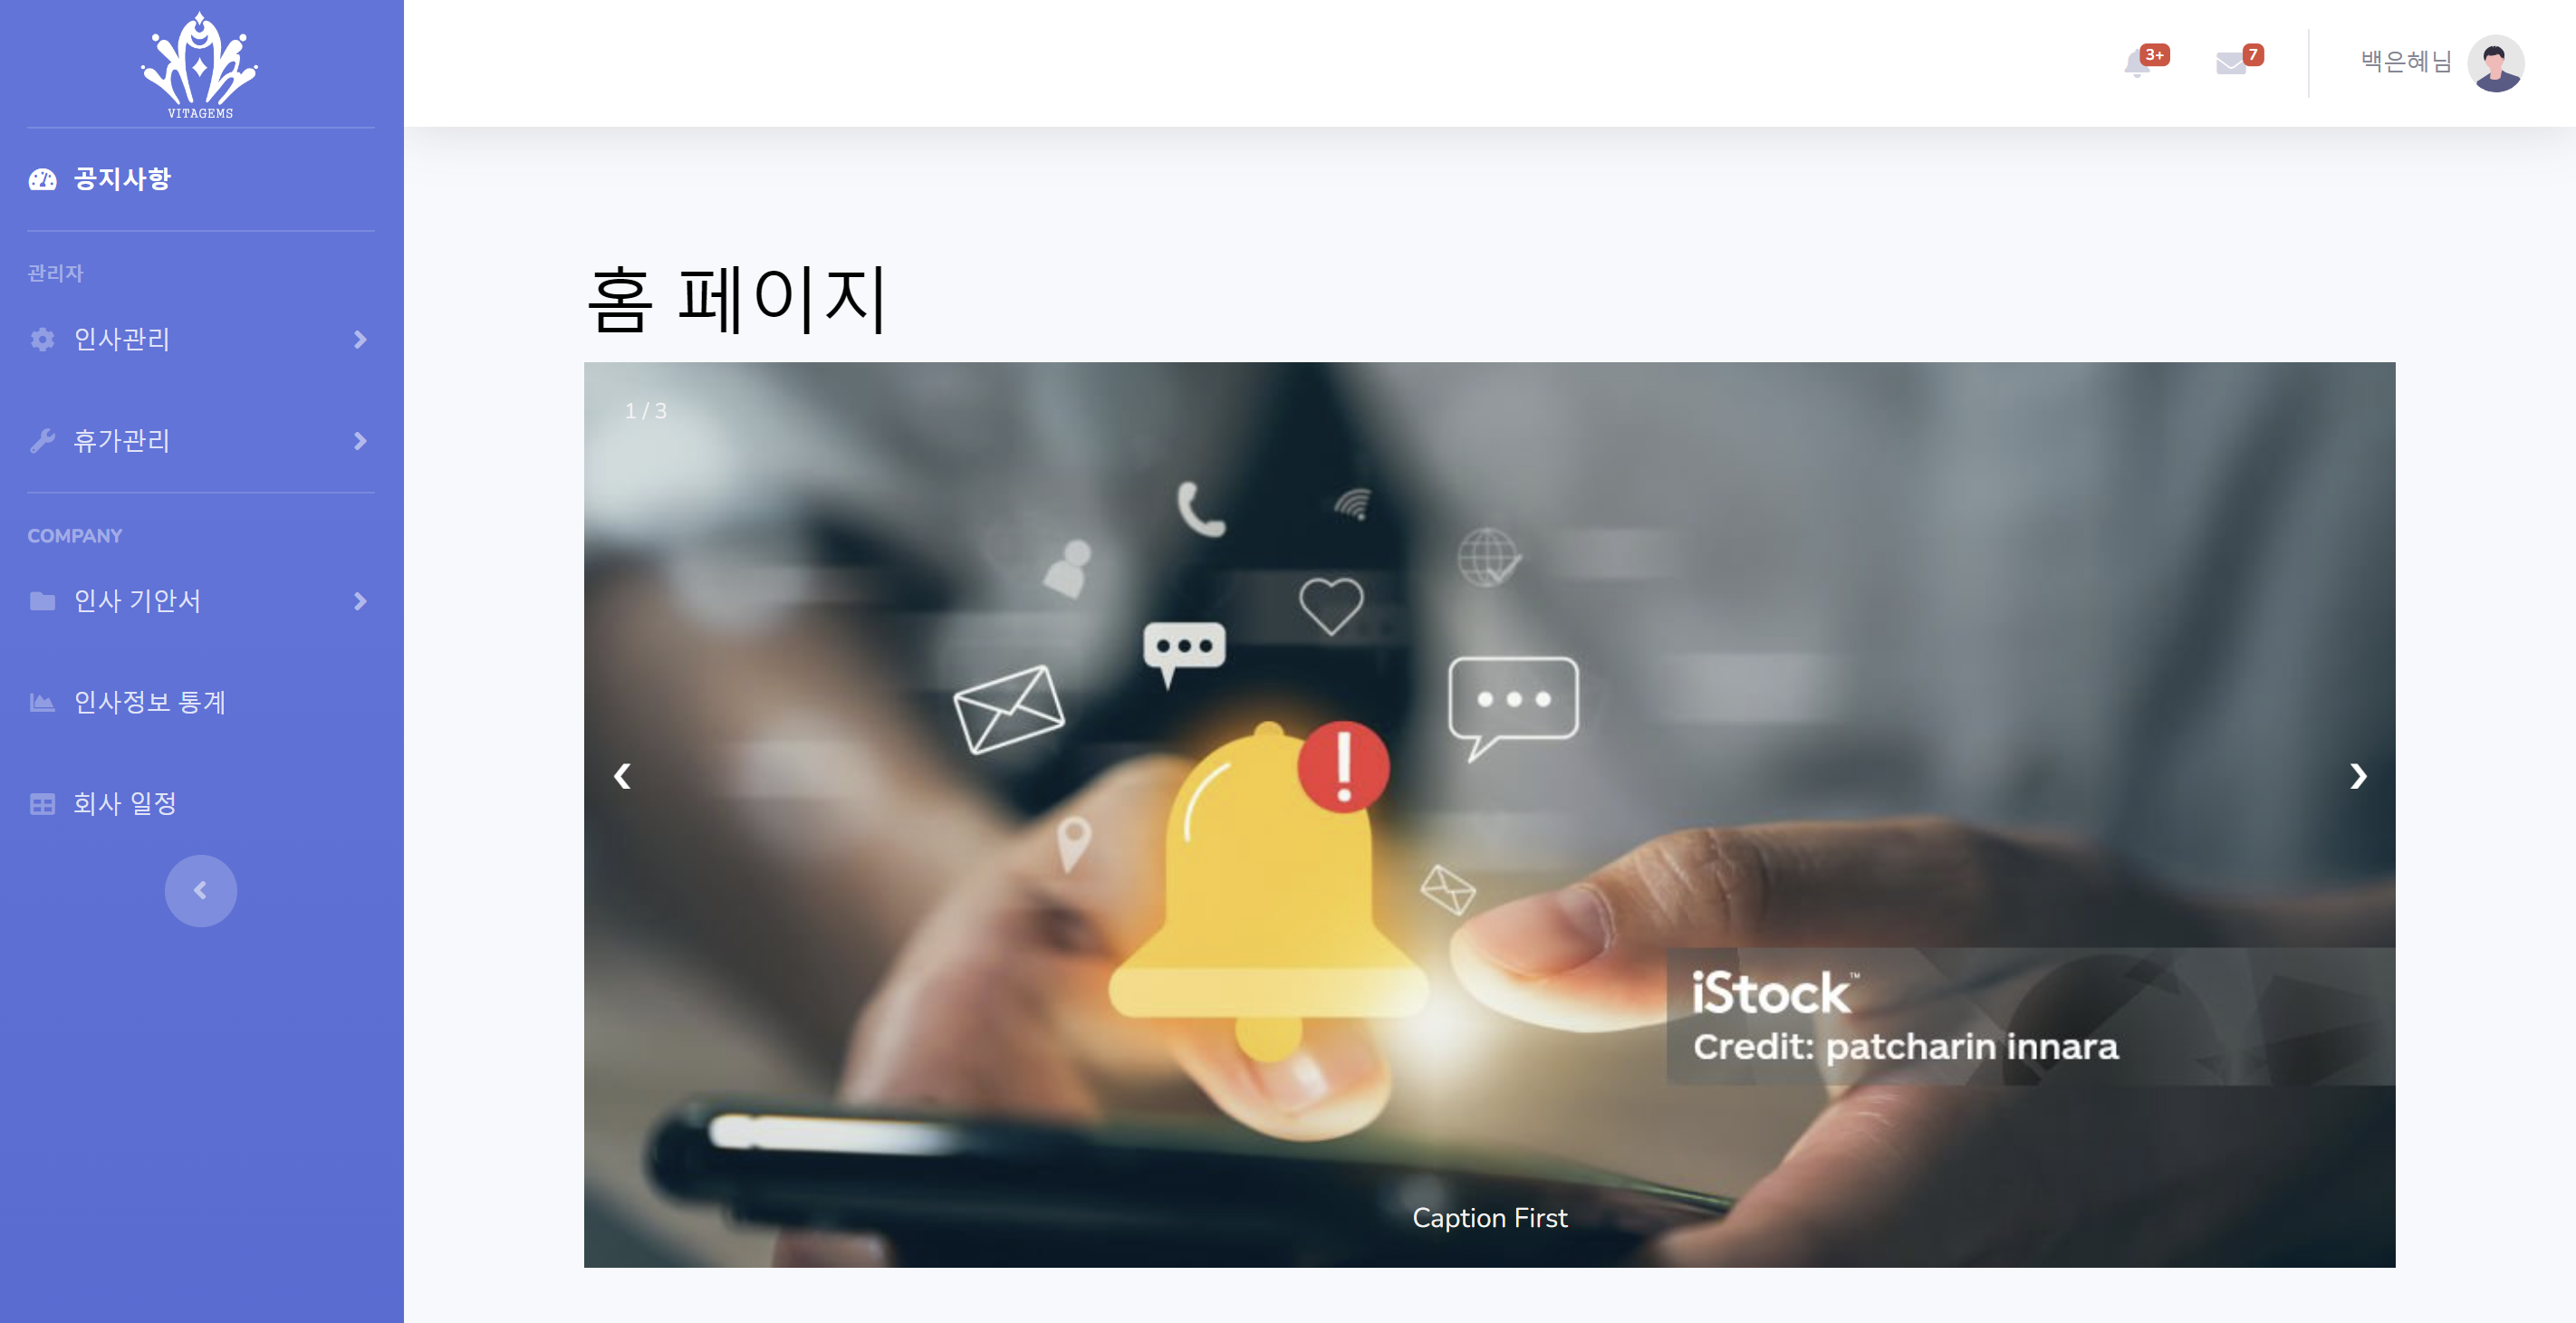 VITAGEMS
공지사항
관리자
인사관리
휴가관리
COMPANY
인사 기안서
인사정보 통계
회사 일정
3+
7
백은혜님
홈 페이지
1 / 3
iStock™
Credit: patcharin innara
Caption First